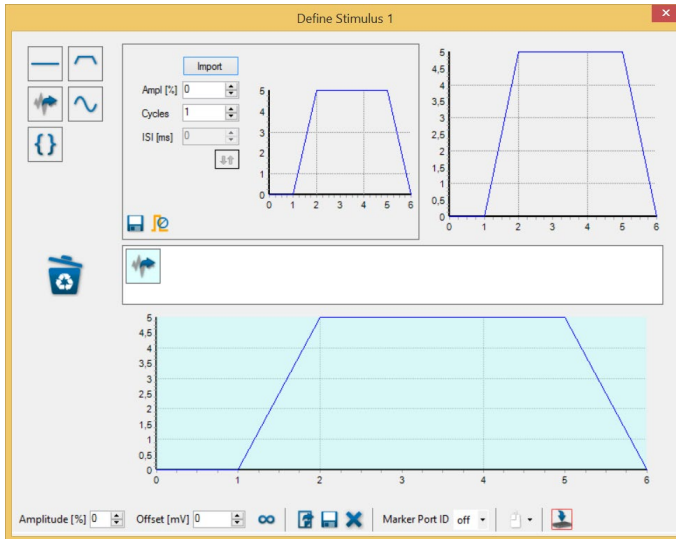 Define Stimulus 1
x
{ }
Import
Ampl [%] 0
Cycles 1
ISI [ms] 0
5
4
3
2
1
0
0 1 2 3 4 5 6
5
4,5
4
3,5
3
2,5
2
1,5
1
0,5
0
0 1 2 3 4 5 6
5
4,5
4
3,5
3
2,5
2
1,5
1
0,5
0
0 1 2 3 4 5 6
Amplitude [%] 0 Offset [mV] 0 Marker Port ID off